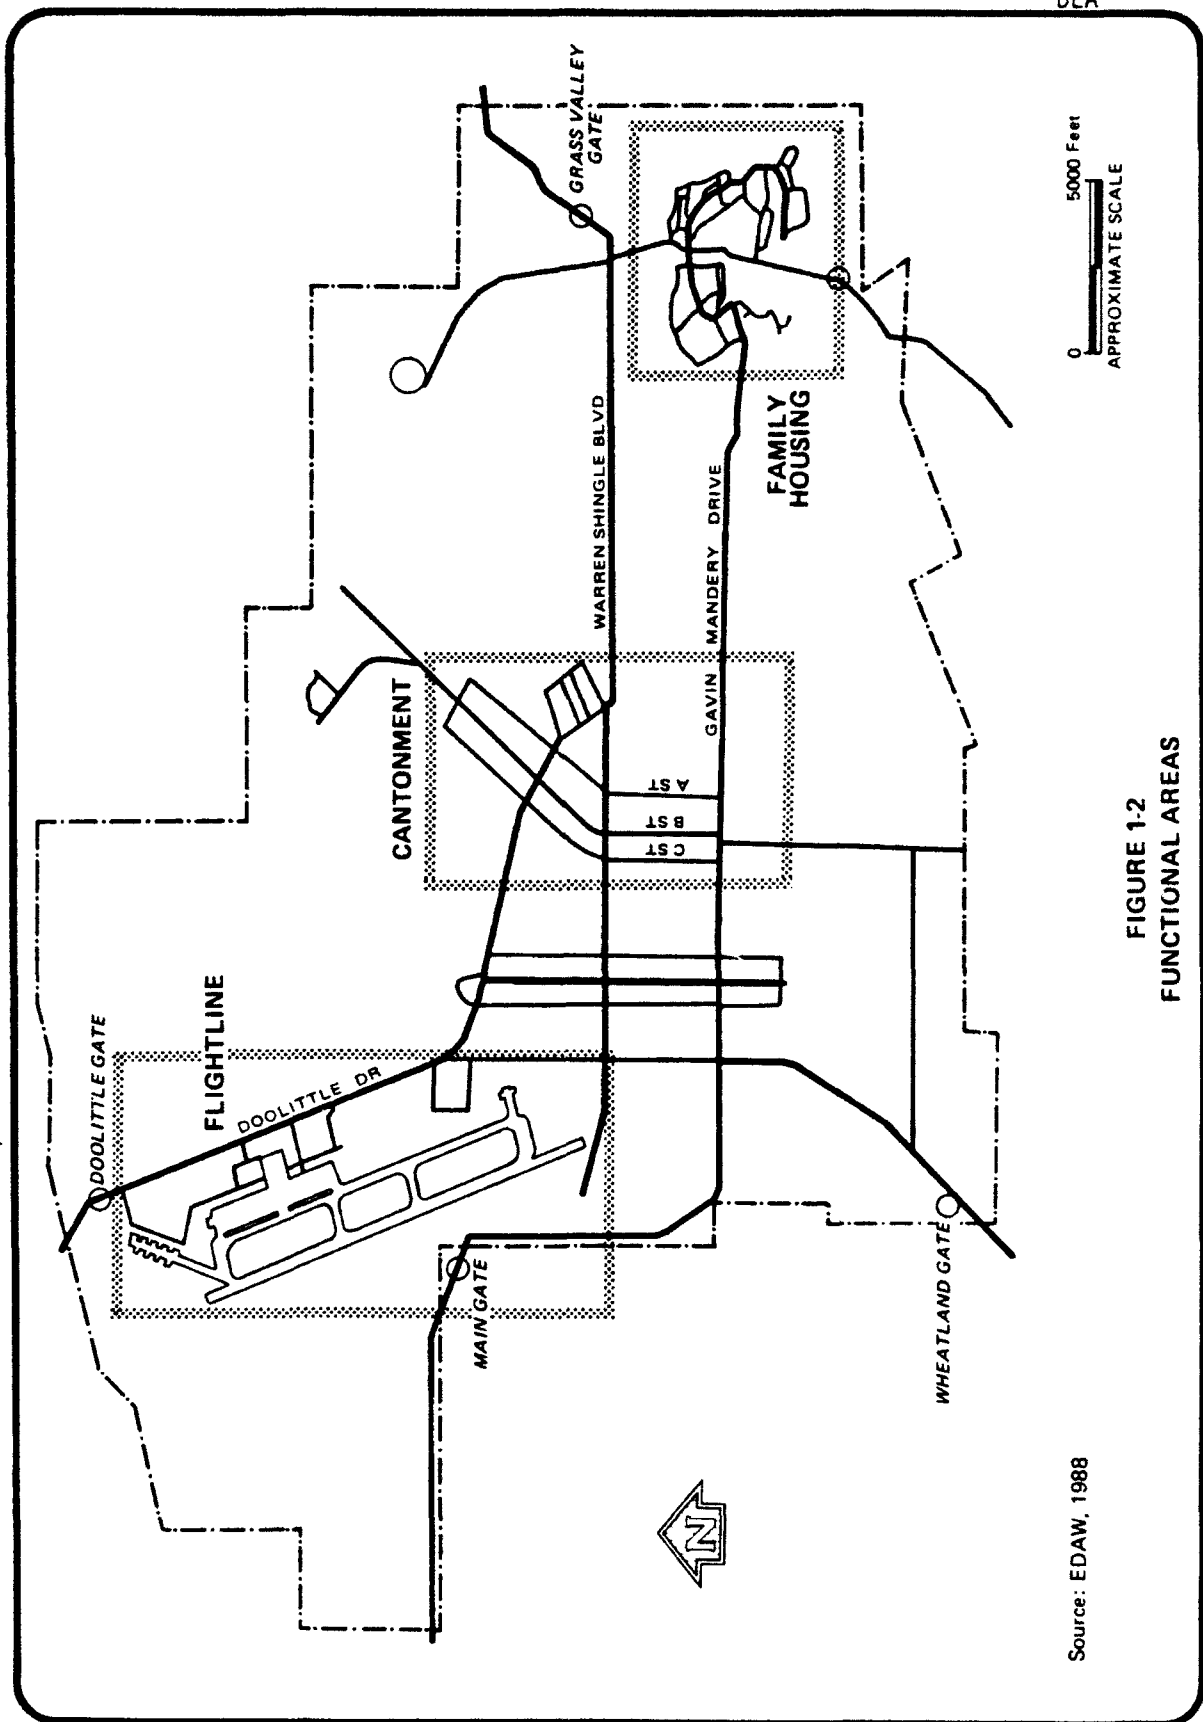 DOOLITTLE GATE
FLIGHTLINE
DOOLITTLE DR
MAIN GATE
CANTONMENT
GRASS VALLEY
GATE
WARREN SHINGLE BLVD
C ST
B ST
A ST
GAVIN MANDERY DRIVE
FAMILY
HOUSING
WHEATLAND GATE
N
0 5000 Feet
APPROXIMATE SCALE
Source: EDAW, 1988
FIGURE 1-2
FUNCTIONAL AREAS